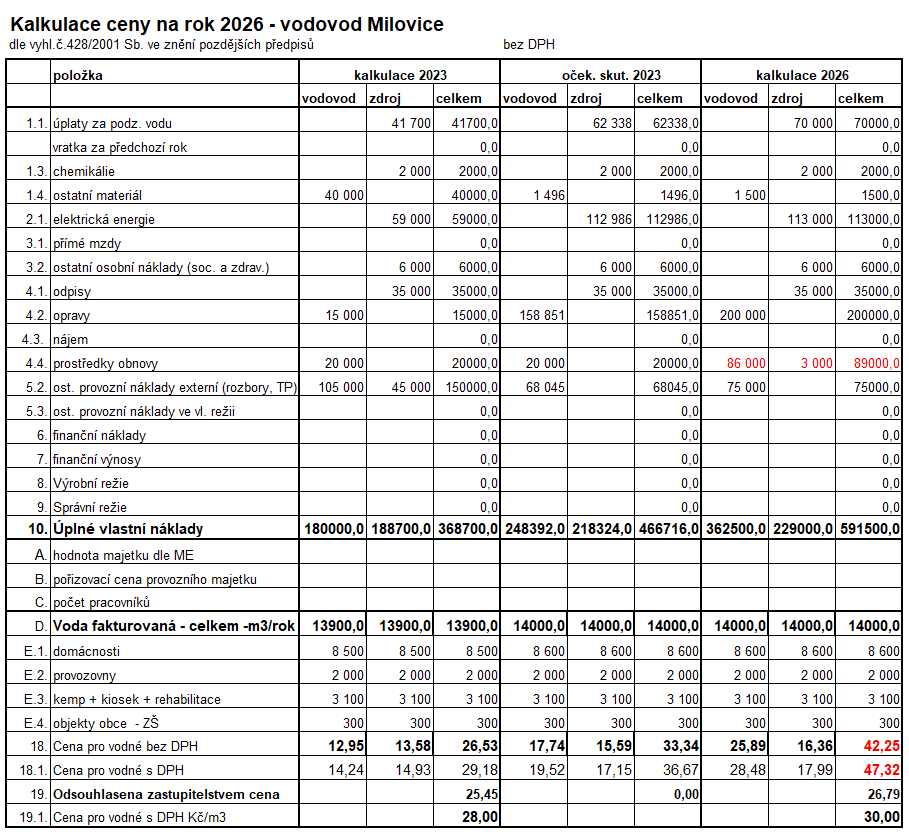 Kalkulace ceny na rok 2026 - vodovod Milovice
dle vyhl.č.428/2001 Sb. ve znění pozdějších předpisů bez DPH
položka kalkulace 2023 oček. skut. 2023 kalkulace 2026
vodovod zdroj celkem vodovod zdroj celkem vodovod zdroj celkem
1.1. úplaty za podz. vodu 41 700 41700,0 62 338 62338,0 70 000 70000,0
vratka za předchozí rok 0,0 0,0 0,0
1.3. chemikálie 2 000 2000,0 2 000 2000,0 2 000 2000,0
1.4. ostatní materiál 40 000 40000,0 1 496 1496,0 1 500 1500,0
2.1. elektrická energie 59 000 59000,0 112 986 112986,0 113 000 113000,0
3.1. přímé mzdy 0,0 0,0 0,0
3.2. ostatní osobní náklady (soc. a zdrav.) 6 000 6000,0 6 000 6000,0 6 000 6000,0
4.1. odpisy 35 000 35000,0 35 000 35000,0 35 000 35000,0
4.2. opravy 15 000 15000,0 158 851 158851,0 200 000 200000,0
4.3. nájem 0,0 0,0 0,0
4.4. prostředky obnovy 20 000 20000,0 20 000 20000,0 86 000 3 000 89000,0
5.2. ost. provozní náklady externí (rozbory, TP) 105 000 45 000 150000,0 68 045 68045,0 75 000 75000,0
5.3. ost. provozní náklady ve vl. režii 0,0 0,0 0,0
6. finanční náklady 0,0 0,0 0,0
7. finanční výnosy 0,0 0,0 0,0
8. Výrobní režie 0,0 0,0 0,0
9. Správní režie 0,0 0,0 0,0
10. Úplné vlastní náklady 180000,0 188700,0 368700,0 248392,0 218324,0 466716,0 362500,0 229000,0 591500,0
A. hodnota majetku dle ME
B. pořizovací cena provozního majetku
C. počet pracovníků
D. Voda fakturovaná - celkem -m3/rok 13900,0 13900,0 13900,0 14000,0 14000,0 14000,0 14000,0 14000,0 14000,0
E.1. domácnosti 8 500 8 500 8 500 8 600 8 600 8 600 8 600 8 600 8 600
E.2. provozovny 2 000 2 000 2 000 2 000 2 000 2 000 2 000 2 000 2 000
E.3. kemp + kiosek + rehabilitace 3 100 3 100 3 100 3 100 3 100 3 100 3 100 3 100 3 100
E.4. objekty obce - ZŠ 300 300 300 300 300 300 300 300 300
18. Cena pro vodné bez DPH 12,95 13,58 26,53 17,74 15,59 33,34 25,89 16,36 42,25
18.1. Cena pro vodné s DPH 14,24 14,93 29,18 19,52 17,15 36,67 28,48 17,99 47,32
19. Odsouhlasena zastupitelstvem cena 25,45 0,00 26,79
19.1. Cena pro vodné s DPH Kč/m3 28,00 30,00